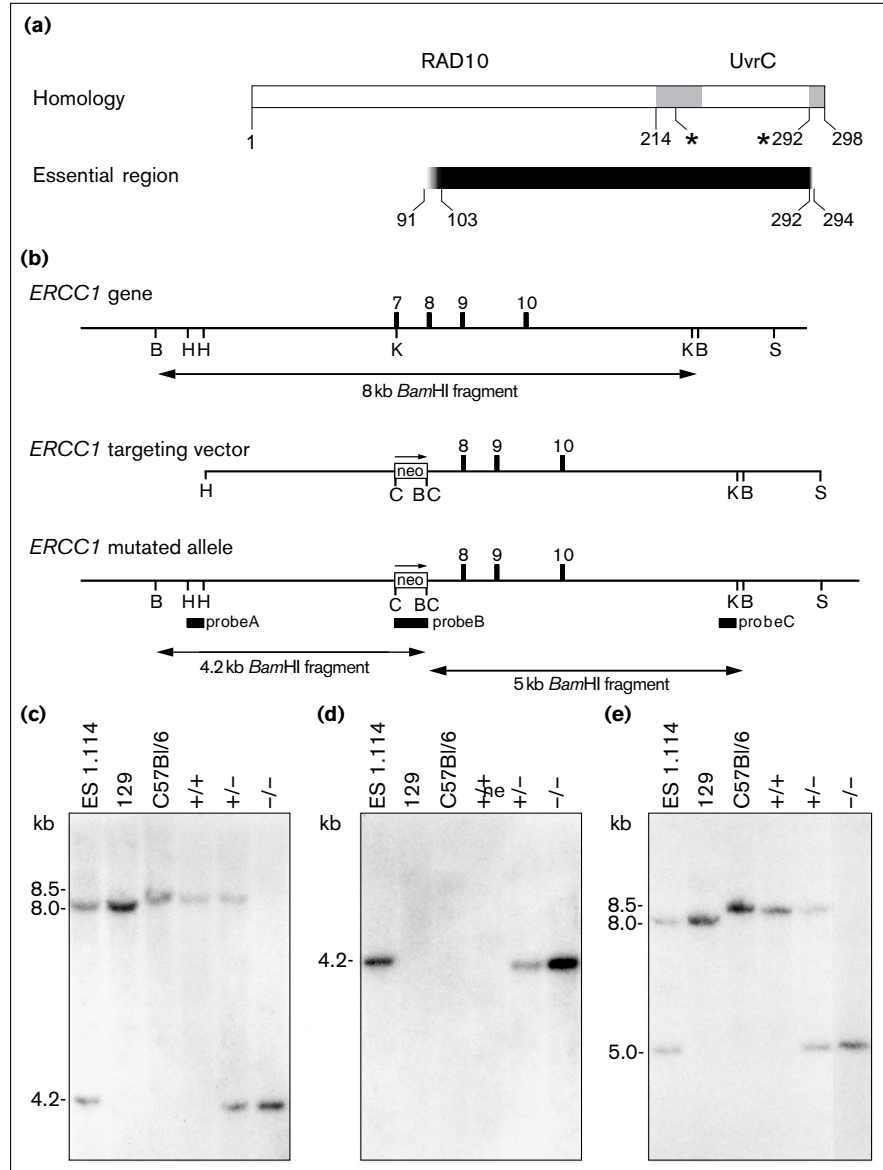 (a)
RAD10 UvrC
Homology
1 214 * * 292 298
Essential region
91 103 292 294
(b)
ERCC1 gene
7 8 9 10
B H H K K B S
8 kb BamHI fragment
ERCC1 targeting vector
8 9 10
neo
H C B C K B S
ERCC1 mutated allele
8 9 10
neo
B H H C B C K B S
probeA probeB probeC
4.2 kb BamHI fragment
5 kb BamHI fragment
(c)
ES 1.114 129 C57Bl/6 +/+ +/- -/-
kb
8.5-
8.0-
4.2-
(d)
ES 1.114 129 C57Bl/6 +/+ ne +/- -/-
kb
4.2-
(e)
ES 1.114 129 C57Bl/6 +/+ +/- -/-
kb
8.5-
8.0-
5.0-